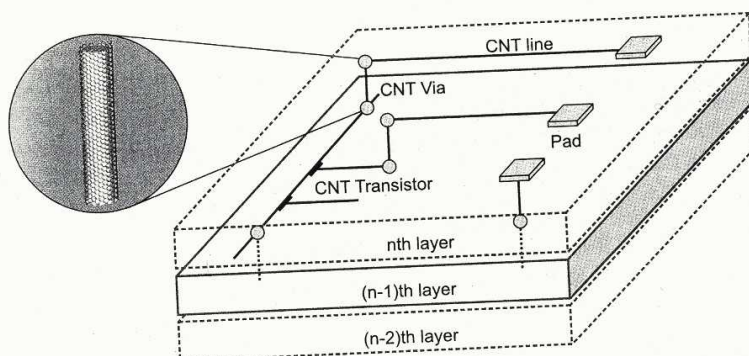 CNT line
CNT Via
Pad
CNT Transistor
nth layer
(n-1)th layer
(n-2)th layer